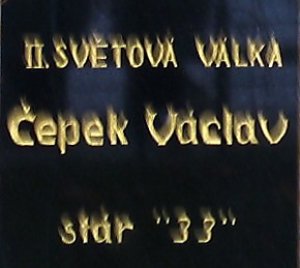 II. SVĚTOVÁ VÁLKA
Čepek Václav
stár "33"